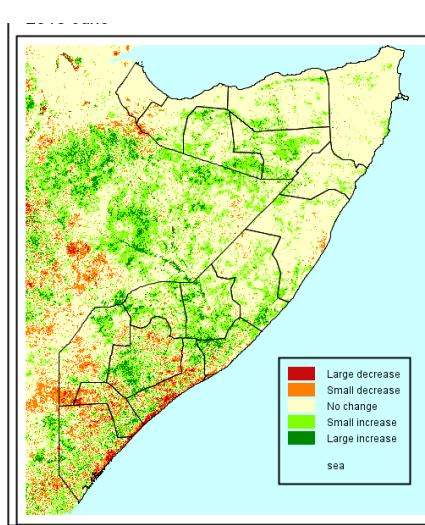 Large decrease
Small decrease
No change
Small increase
Large increase
sea